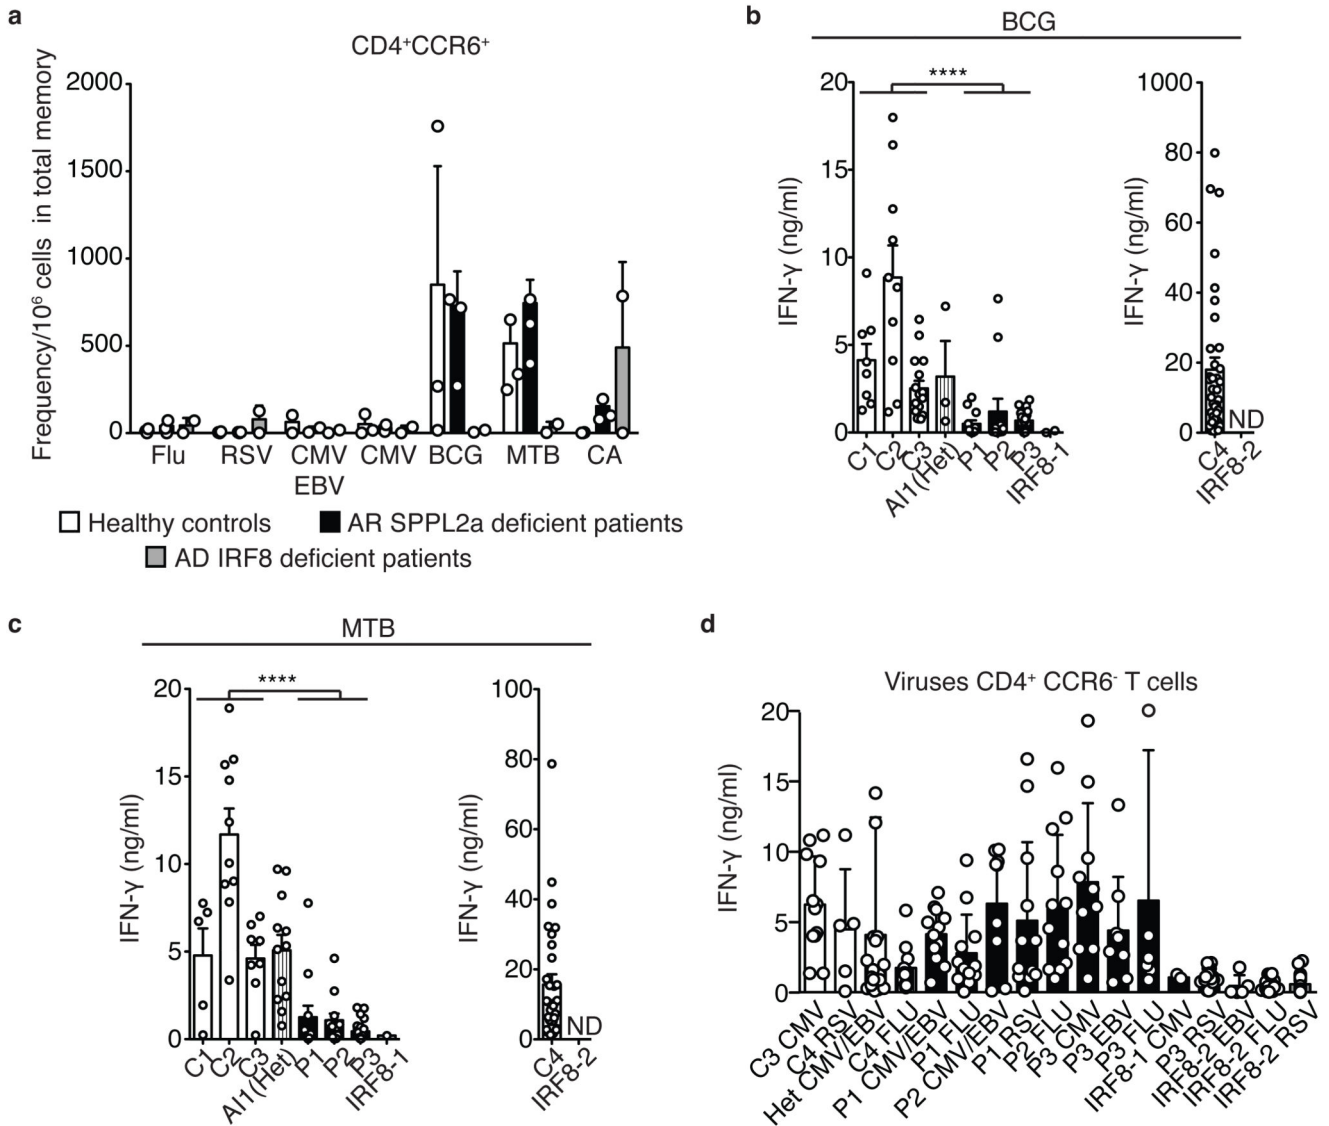 a
CD4⁺CCR6⁺
Frequency/10⁶ cells in total memory
2000
1500
1000
500
0
Flu RSV CMV CMV BCG MTB CA
EBV
Healthy controls AR SPPL2a deficient patients
AD IRF8 deficient patients
b
BCG
IFN-γ (ng/ml)
20
15
10
5
0
****
C1 C2 C3 AI1(Het) P1 P2 P3 IRF8-1
IFN-γ (ng/ml)
1000
80
60
40
20
0
ND
C4 IRF8-2
c
MTB
IFN-γ (ng/ml)
20
15
10
5
0
****
C1 C2 C3 AI1(Het) P1 P2 P3 IRF8-1
IFN-γ (ng/ml)
100
80
60
40
20
0
ND
C4 IRF8-2
d
Viruses CD4⁺ CCR6⁻ T cells
IFN-γ (ng/ml)
20
15
10
5
0
C3 CMV
C4 RSV
Het CMV/EBV
C4 FLU
P1 CMV/EBV
P1 FLU
P2 CMV/EBV
P1 RSV
P2 FLU
P3 CMV
P3 EBV
P3 FLU
IRF8-1 CMV
P3 RSV
IRF8-2 EBV
IRF8-2 FLU
IRF8-2 RSV